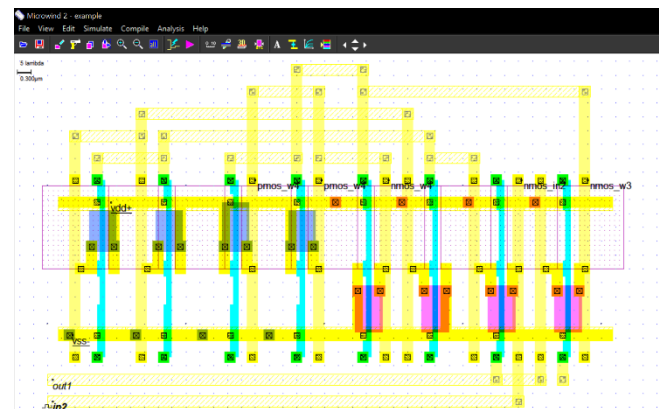 Microwind 2 - example
File View Edit Simulate Compile Analysis Help
A
5 lambda
0.300µm
pmos_w4 pmos_w4 nmos_w4 nmos_in2 nmos_w3
vdd+
vss-
out1
in2